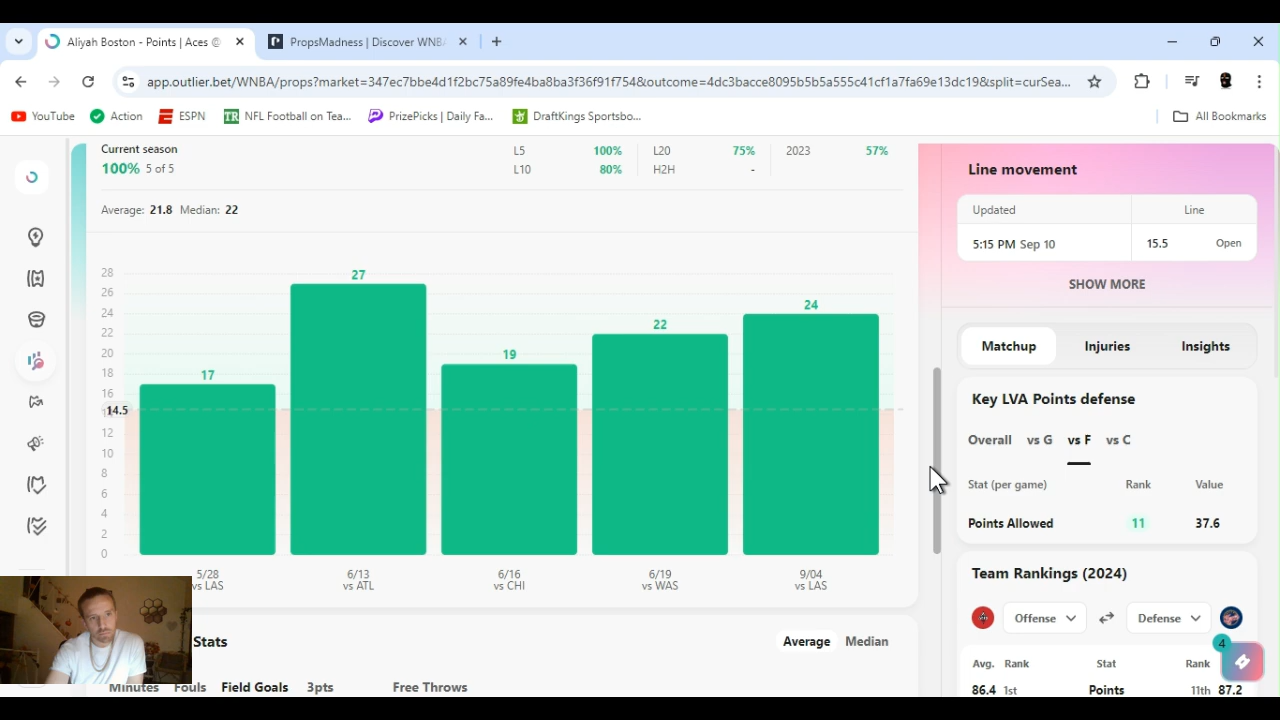 Aliyah Boston - Points | Aces @
PropsMadness | Discover WNB
app.outlier.bet/WNBA/props?market=347ec7bbe4d1f2bc75a89fe4ba8ba3f36f91f754&outcome=4dc3bacce8095b5b5a555c41cf1a7fa69e13dc19&split=curSea...
YouTube Action ESPN NFL Football on Tea... PrizePicks | Daily Fa... DraftKings Sportsbo... All Bookmarks
Current season
100% 5 of 5
L5 100% L20 75% 2023 57%
L10 80% H2H -
Average: 21.8 Median: 22
28
26
24
22
20
18
16
14.5
12
10
8
6
4
2
0
17
27
19
22
24
5/28 6/13 6/16 6/19 9/04
vs LAS vs ATL vs CHI vs WAS vs LAS
Stats
Average Median
Minutes Fouls Field Goals 3pts Free Throws
Line movement
Updated Line
5:15 PM Sep 10 15.5 Open
SHOW MORE
Matchup Injuries Insights
Key LVA Points defense
Overall vs G vs F vs C
Stat (per game) Rank Value
Points Allowed 11 37.6
Team Rankings (2024)
Offense Defense
4
Avg. Rank Stat Rank
86.4 1st Points 11th 87.2